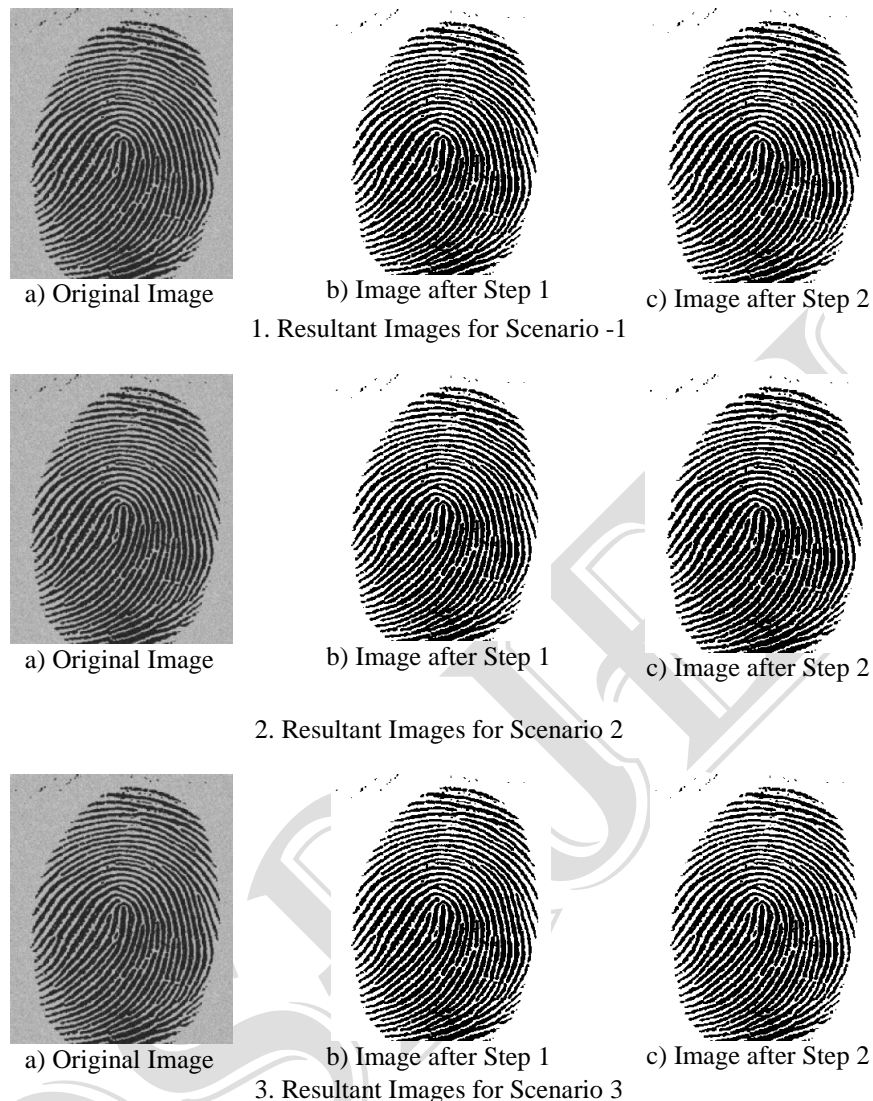 a) Original Image
b) Image after Step 1
c) Image after Step 2
1. Resultant Images for Scenario -1
a) Original Image
b) Image after Step 1
c) Image after Step 2
2. Resultant Images for Scenario 2
a) Original Image
b) Image after Step 1
c) Image after Step 2
3. Resultant Images for Scenario 3